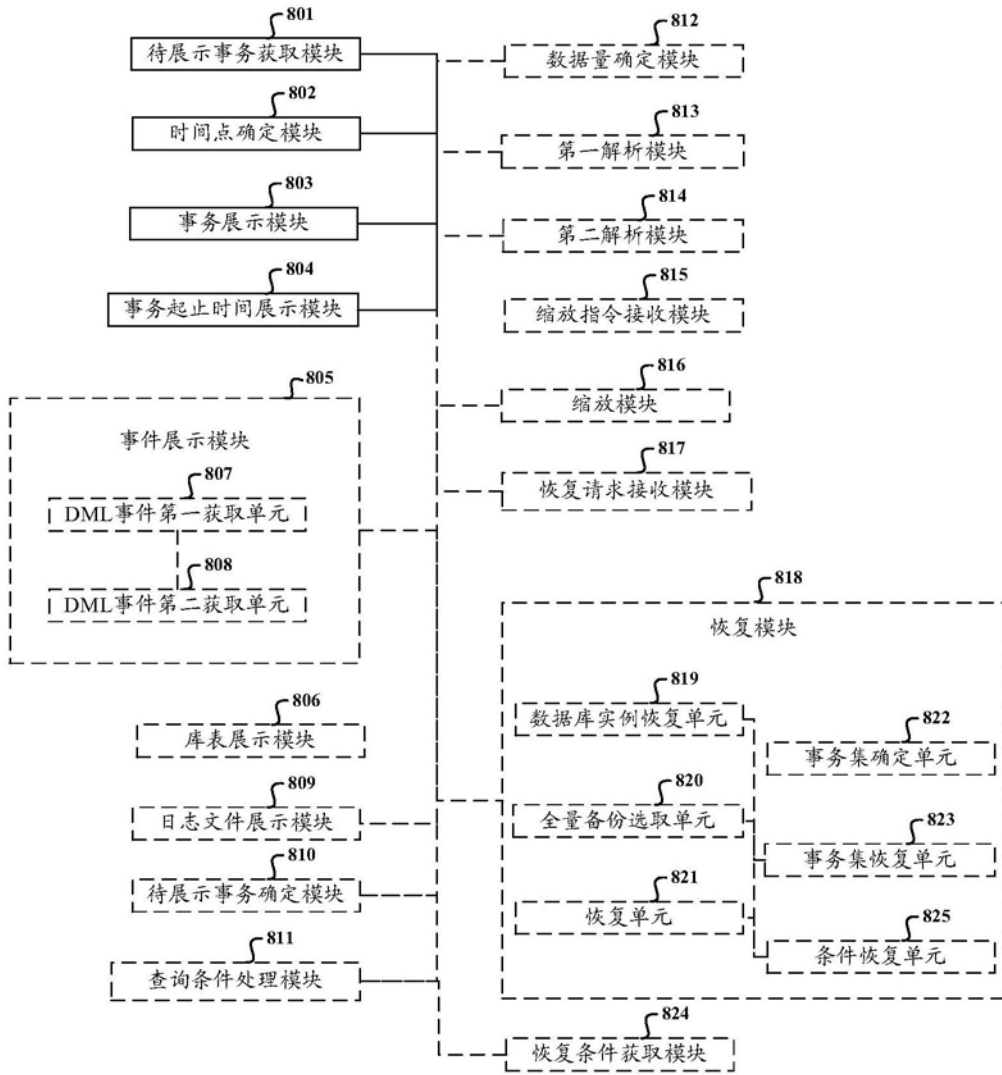 801
待展示事务获取模块
802
时间点确定模块
803
事务展示模块
804
事务起止时间展示模块
805
事件展示模块
807
DML事件第一获取单元
808
DML事件第二获取单元
806
库表展示模块
809
日志文件展示模块
810
待展示事务确定模块
811
查询条件处理模块
812
数据量确定模块
813
第一解析模块
814
第二解析模块
815
缩放指令接收模块
816
缩放模块
817
恢复请求接收模块
818
恢复模块
819
数据库实例恢复单元
820
全量备份选取单元
821
恢复单元
822
事务集确定单元
823
事务集恢复单元
825
条件恢复单元
824
恢复条件获取模块